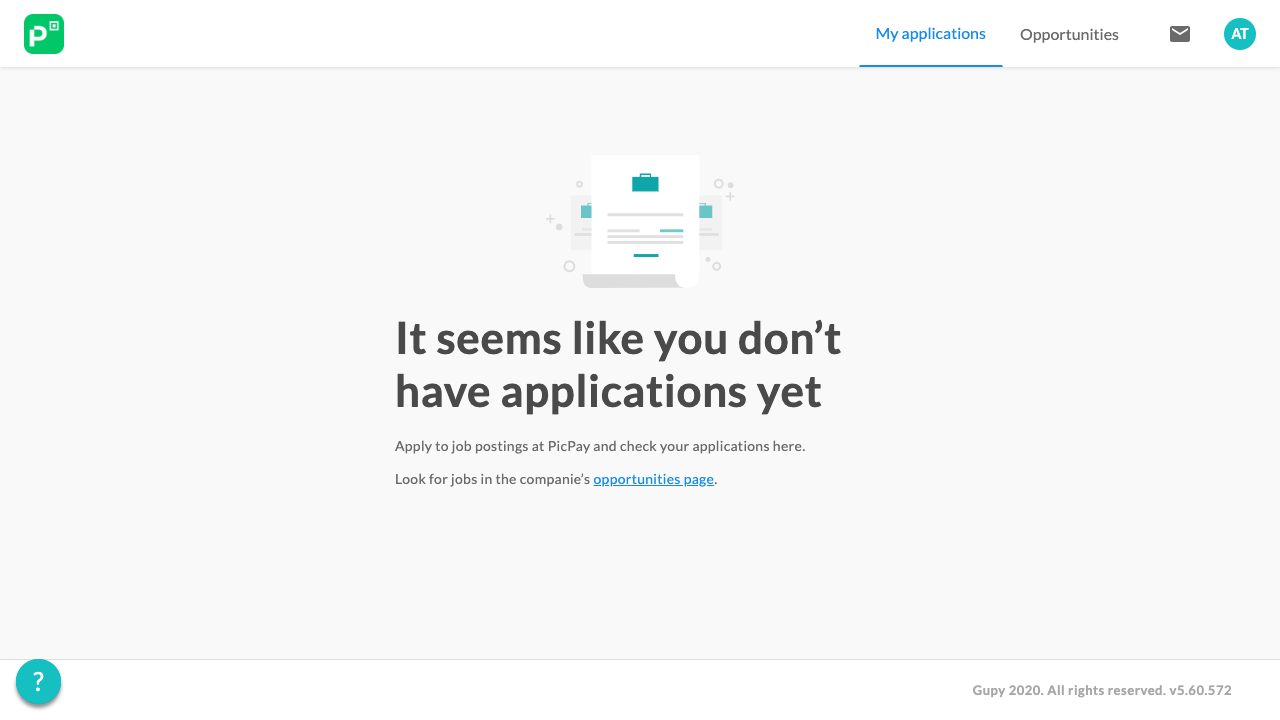 My applications
Opportunities
AT
It seems like you don’t
have applications yet
Apply to job postings at PicPay and check your applications here.
Look for jobs in the companie’s opportunities page.
?
Gupy 2020. All rights reserved. v5.60.572